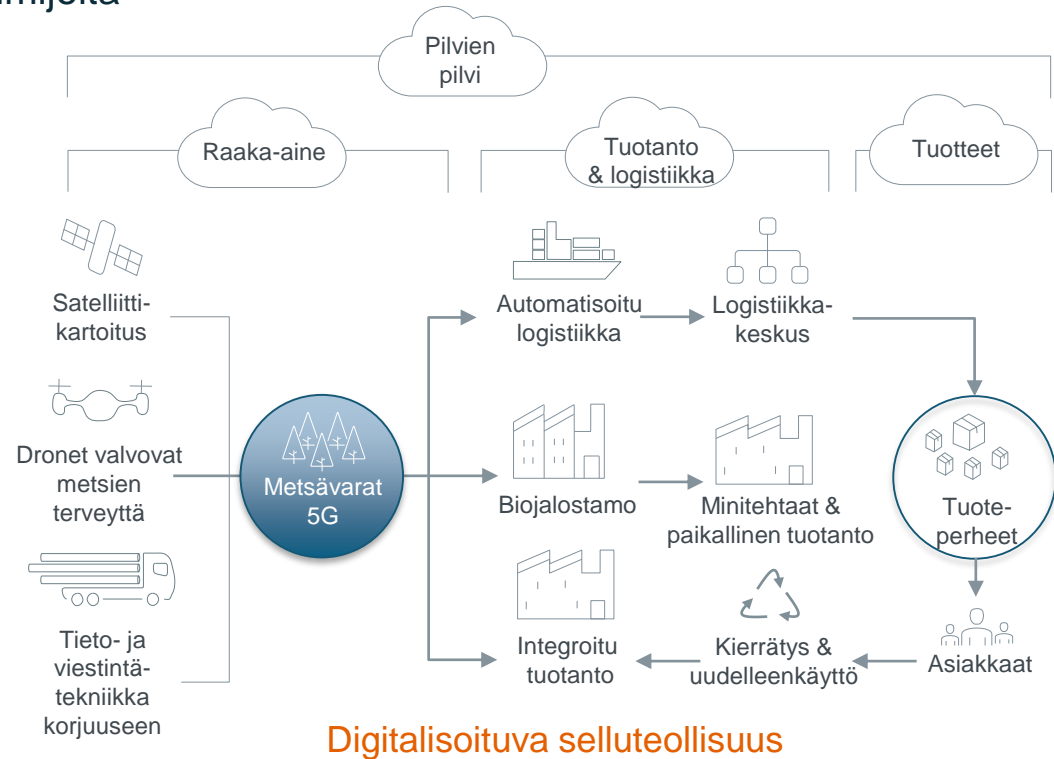 Pilvien
pilvi
Raaka-aine
Tuotanto
& logistiikka
Tuotteet
Satelliitti-
kartoitus
Automatisoitu
logistiikka
Logistiikka-
keskus
Dronet valvovat
metsien
terveyttä
Metsävarat
5G
Biojalostamo
Minitehtaat &
paikallinen tuotanto
Tuote-
perheet
Tieto- ja
viestintä-
tekniikka
korjuuseen
Integroitu
tuotanto
Kierrätys &
uudelleenkäyttö
Asiakkaat
Digitalisoituva selluteollisuus